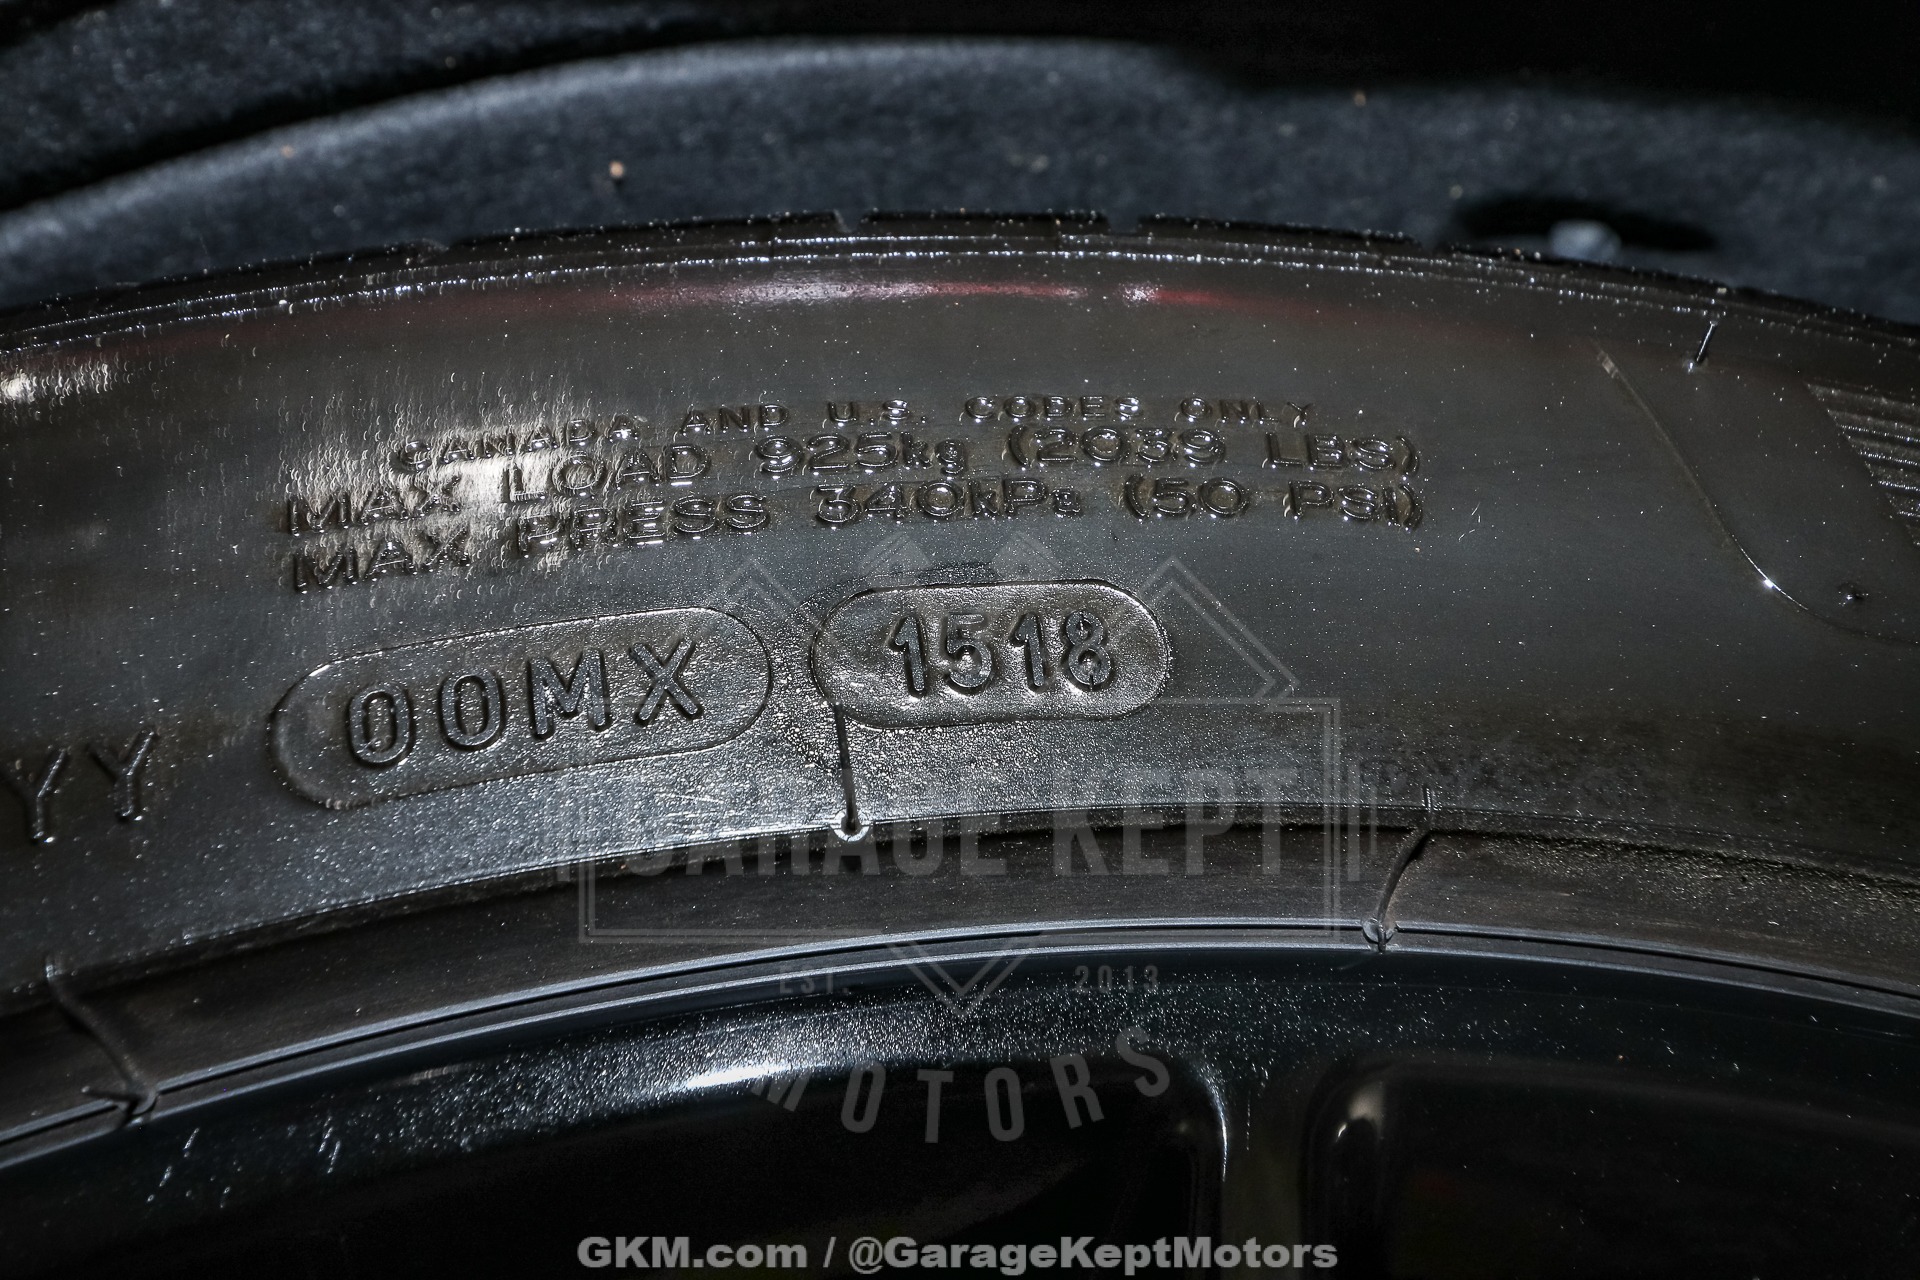 CANADA AND U.S. CODES ONLY
MAX LOAD 925kg (2039 LBS)
MAX PRESS 340kPa (50 PSI)
YY 00MX 1518
GARAGE KEPT
EST. 2013
MOTORS
GKM.com / @GarageKeptMotors